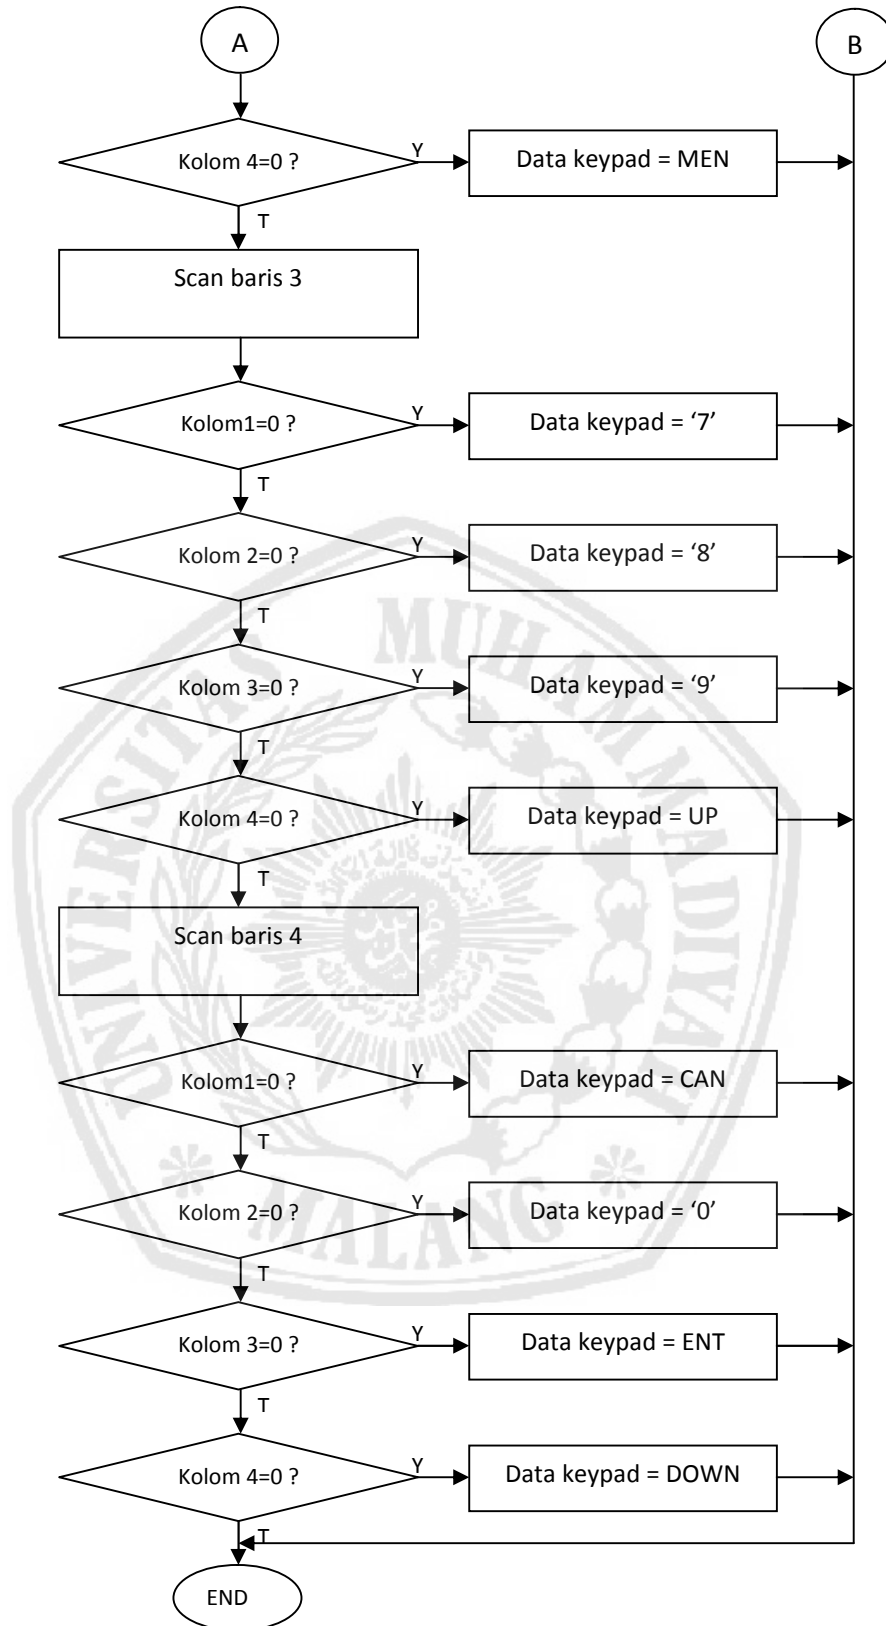 A
B
Kolom 4=0 ?
Y
Data keypad = MEN
T
Scan baris 3
Kolom1=0 ?
Y
Data keypad = ‘7’
T
Kolom 2=0 ?
Y
Data keypad = ‘8’
T
Kolom 3=0 ?
Y
Data keypad = ‘9’
T
Kolom 4=0 ?
Y
Data keypad = UP
T
Scan baris 4
Kolom1=0 ?
Y
Data keypad = CAN
T
Kolom 2=0 ?
Y
Data keypad = ‘0’
T
Kolom 3=0 ?
Y
Data keypad = ENT
T
Kolom 4=0 ?
Y
Data keypad = DOWN
T
END
UNIVERSITAS MUHAMMADIYAH
MALANG